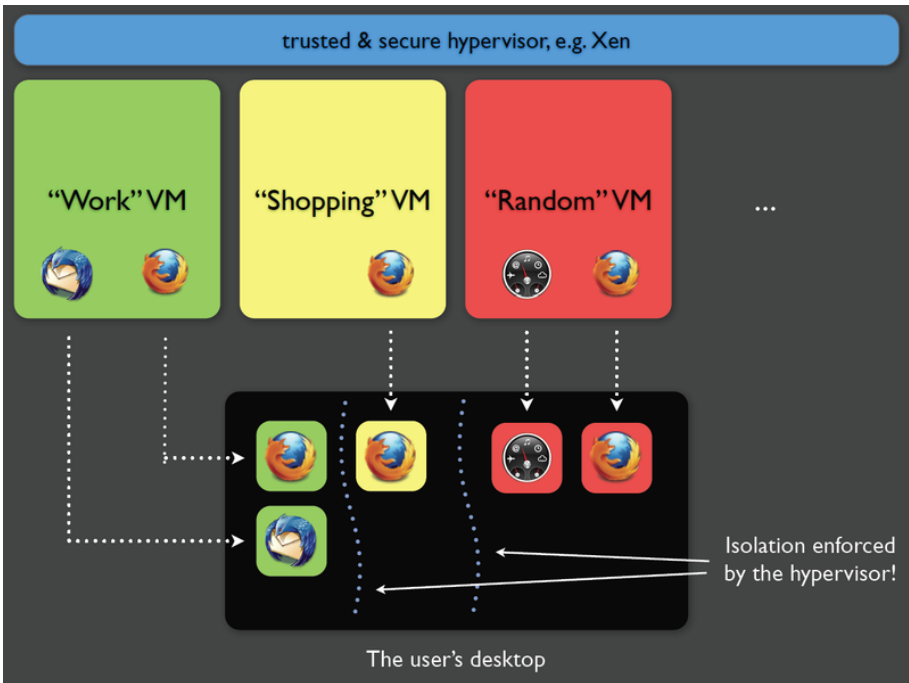 trusted & secure hypervisor, e.g. Xen
“Work” VM
“Shopping” VM
“Random” VM
...
Isolation enforced
by the hypervisor!
The user’s desktop